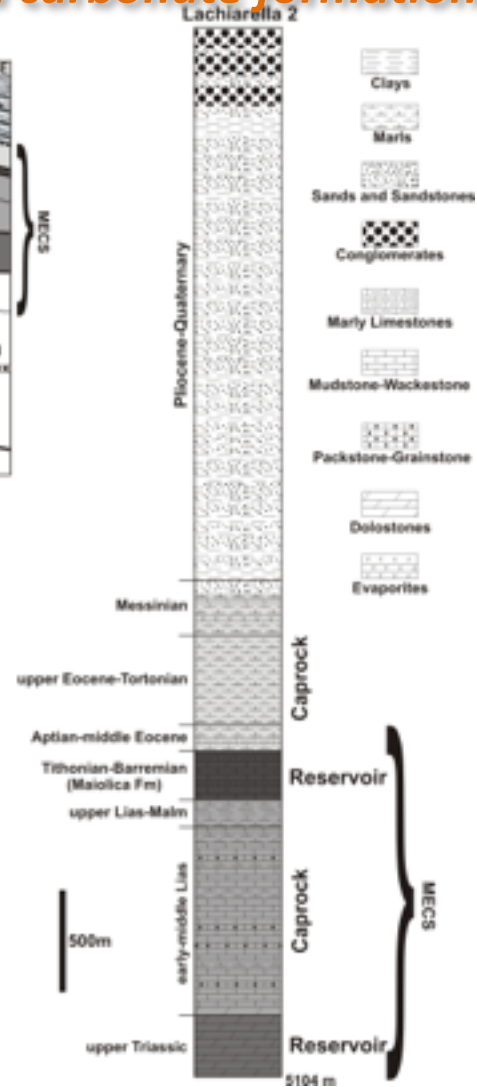 carbonate formation
Lachiarella 2
Clays
Marls
Sands and Sandstones
Conglomerates
MECS
Pliocene-Quaternary
Marly Limestones
Mudstone-Wackestone
Packstone-Grainstone
Dolostones
Evaporites
Messinian
upper Eocene-Tortonian
Caprock
Aptian-middle Eocene
Tithonian-Barremian
(Maiolica Fm)
Reservoir
upper Lias-Malm
early-middle Lias
Caprock
MECS
500m
upper Triassic
Reservoir
5104 m